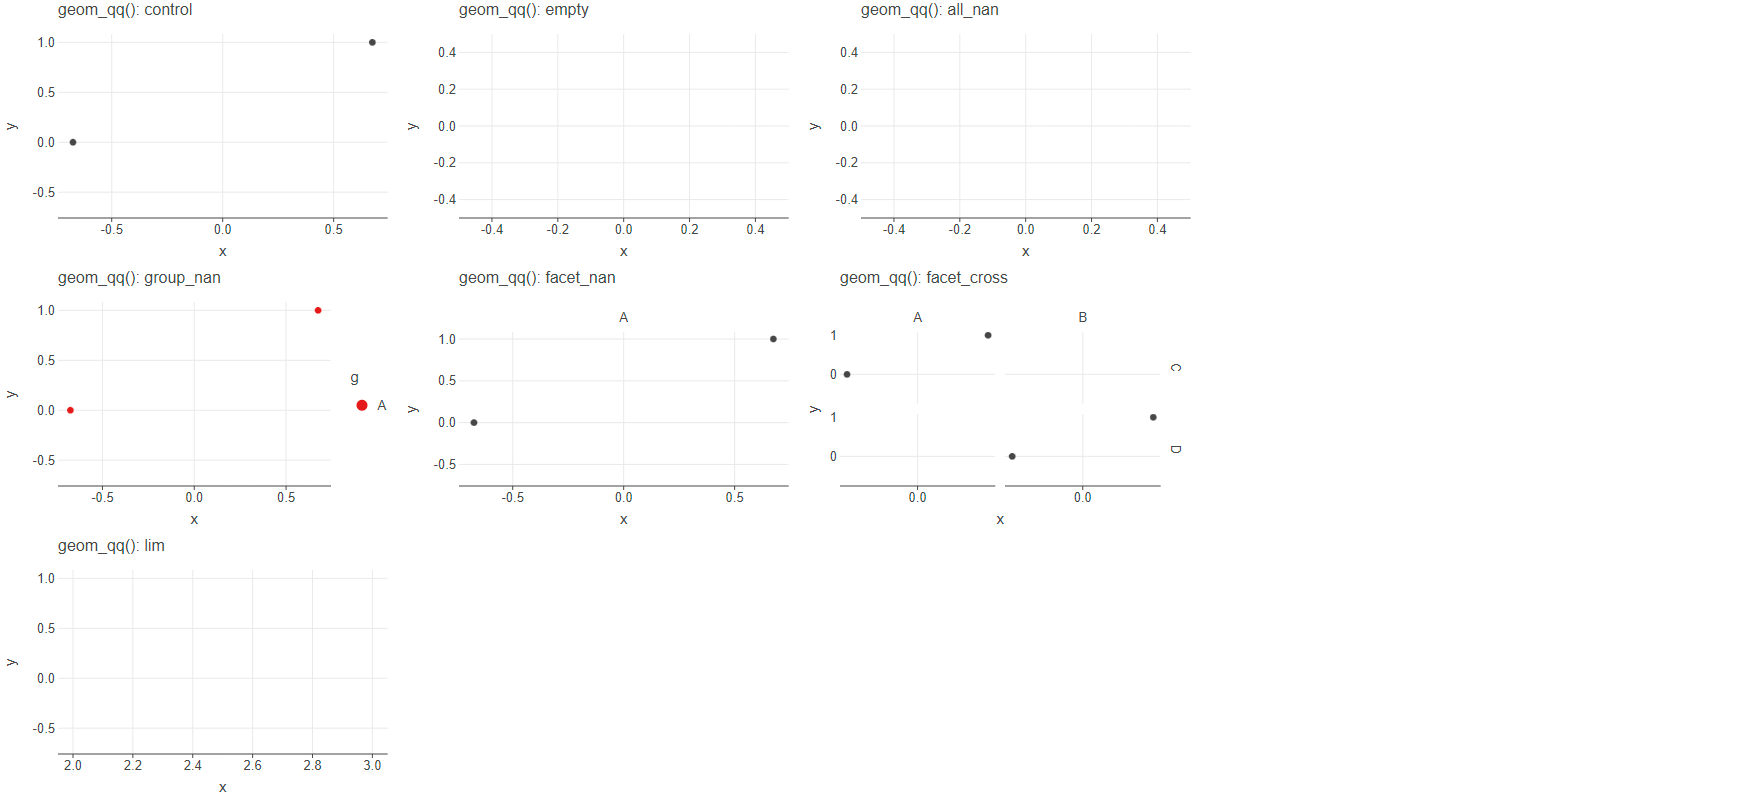 geom_qq(): control
1.0
0.5
0.0
-0.5
y
-0.5 0.0 0.5
x
geom_qq(): empty
0.4
0.2
0.0
-0.2
-0.4
y
-0.4 -0.2 0.0 0.2 0.4
x
geom_qq(): all_nan
0.4
0.2
0.0
-0.2
-0.4
y
-0.4 -0.2 0.0 0.2 0.4
x
geom_qq(): group_nan
1.0
0.5
0.0
-0.5
y
-0.5 0.0 0.5
x
g
A
geom_qq(): facet_nan
A
1.0
0.5
0.0
-0.5
y
-0.5 0.0 0.5
x
geom_qq(): facet_cross
A B
1
0
C
y
1
0
D
0.0 0.0
x
geom_qq(): lim
1.0
0.5
0.0
-0.5
y
2.0 2.2 2.4 2.6 2.8 3.0
x